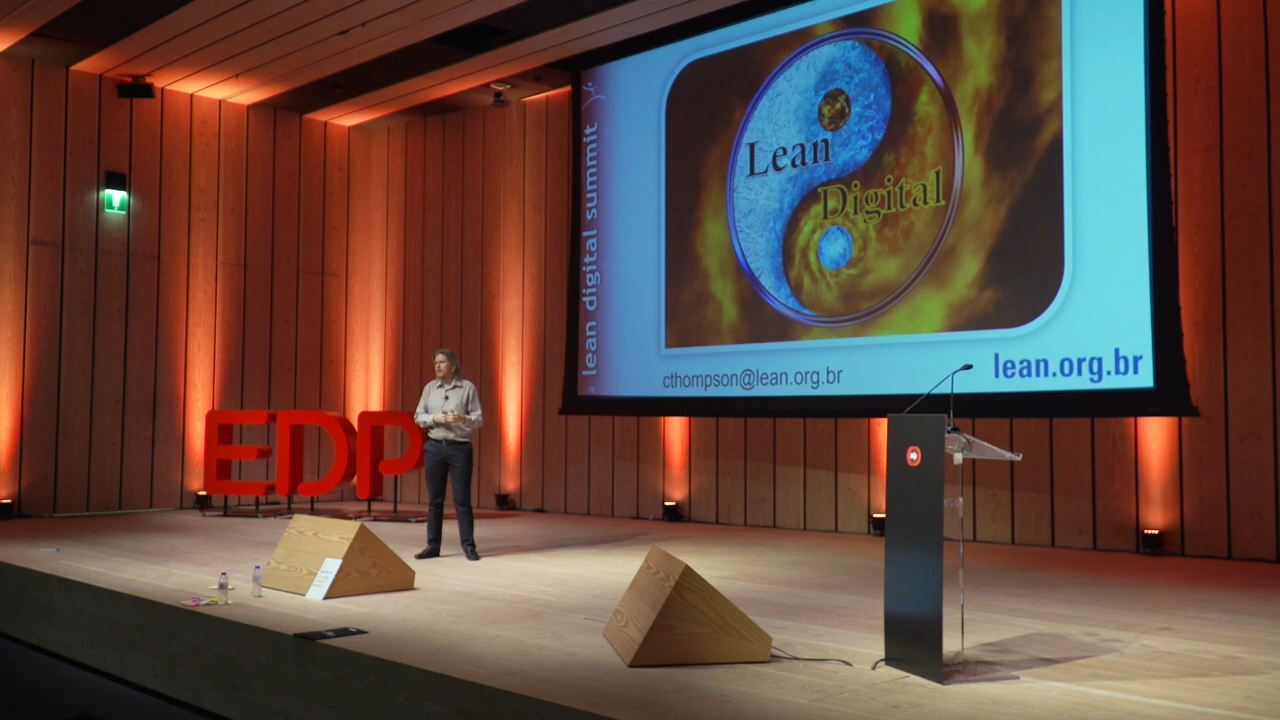 lean digital summit
Lean
Digital
cthompson@lean.org.br
lean.org.br
EDP